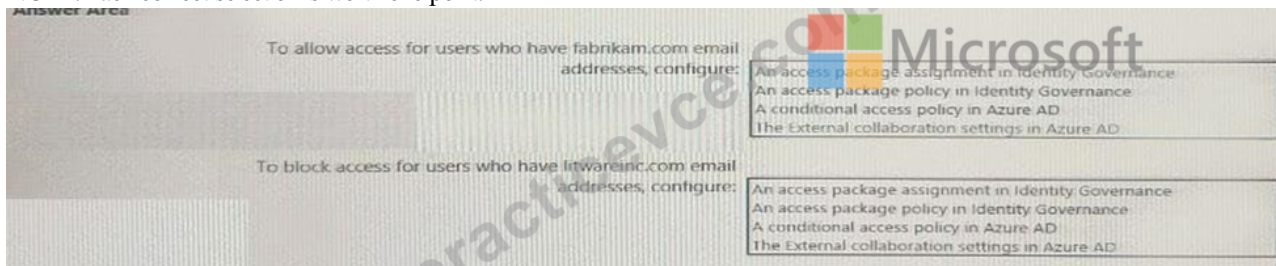 Answer Area
Microsoft
To allow access for users who have fabrikam.com email
addresses, configure:
An access package assignment in Identity Governance
An access package policy in Identity Governance
A conditional access policy in Azure AD
The External collaboration settings in Azure AD
To block access for users who have litwareinc.com email
addresses, configure:
An access package assignment in Identity Governance
An access package policy in Identity Governance
A conditional access policy in Azure AD
The External collaboration settings in Azure AD